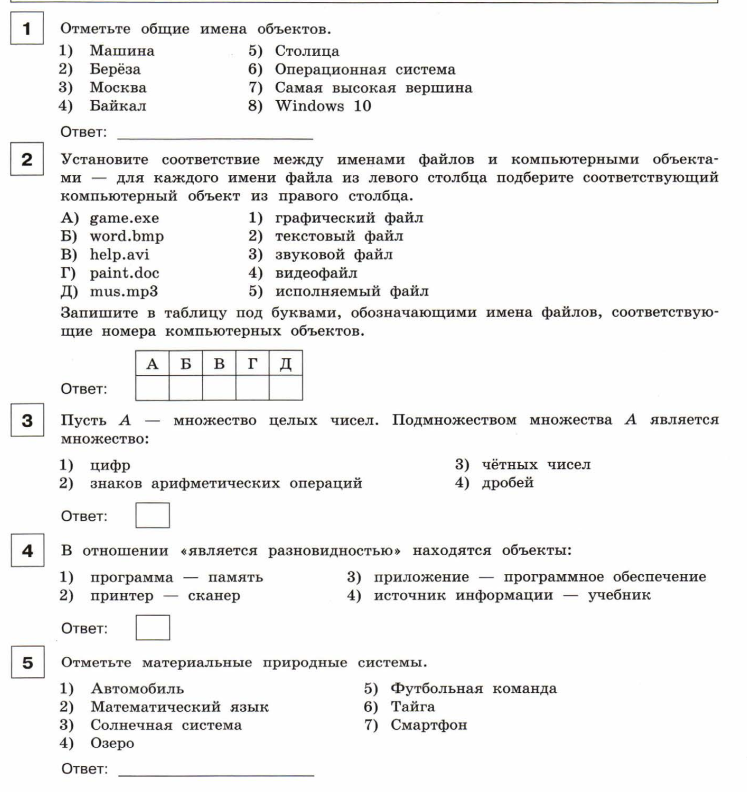 1 Отметьте общие имена объектов.
1) Машина 5) Столица
2) Берёза 6) Операционная система
3) Москва 7) Самая высокая вершина
4) Байкал 8) Windows 10
Ответ:
2 Установите соответствие между именами файлов и компьютерными объекта-
ми — для каждого имени файла из левого столбца подберите соответствующий
компьютерный объект из правого столбца.
А) game.exe 1) графический файл
Б) word.bmp 2) текстовый файл
В) help.avi 3) звуковой файл
Г) paint.doc 4) видеофайл
Д) mus.mp3 5) исполняемый файл
Запишите в таблицу под буквами, обозначающими имена файлов, соответствую-
щие номера компьютерных объектов.
А Б В Г Д
Ответ:
3 Пусть А — множество целых чисел. Подмножеством множества А является
множество:
1) цифр 3) чётных чисел
2) знаков арифметических операций 4) дробей
Ответ:
4 В отношении «является разновидностью» находятся объекты:
1) программа — память 3) приложение — программное обеспечение
2) принтер — сканер 4) источник информации — учебник
Ответ:
5 Отметьте материальные природные системы.
1) Автомобиль 5) Футбольная команда
2) Математический язык 6) Тайга
3) Солнечная система 7) Смартфон
4) Озеро
Ответ: